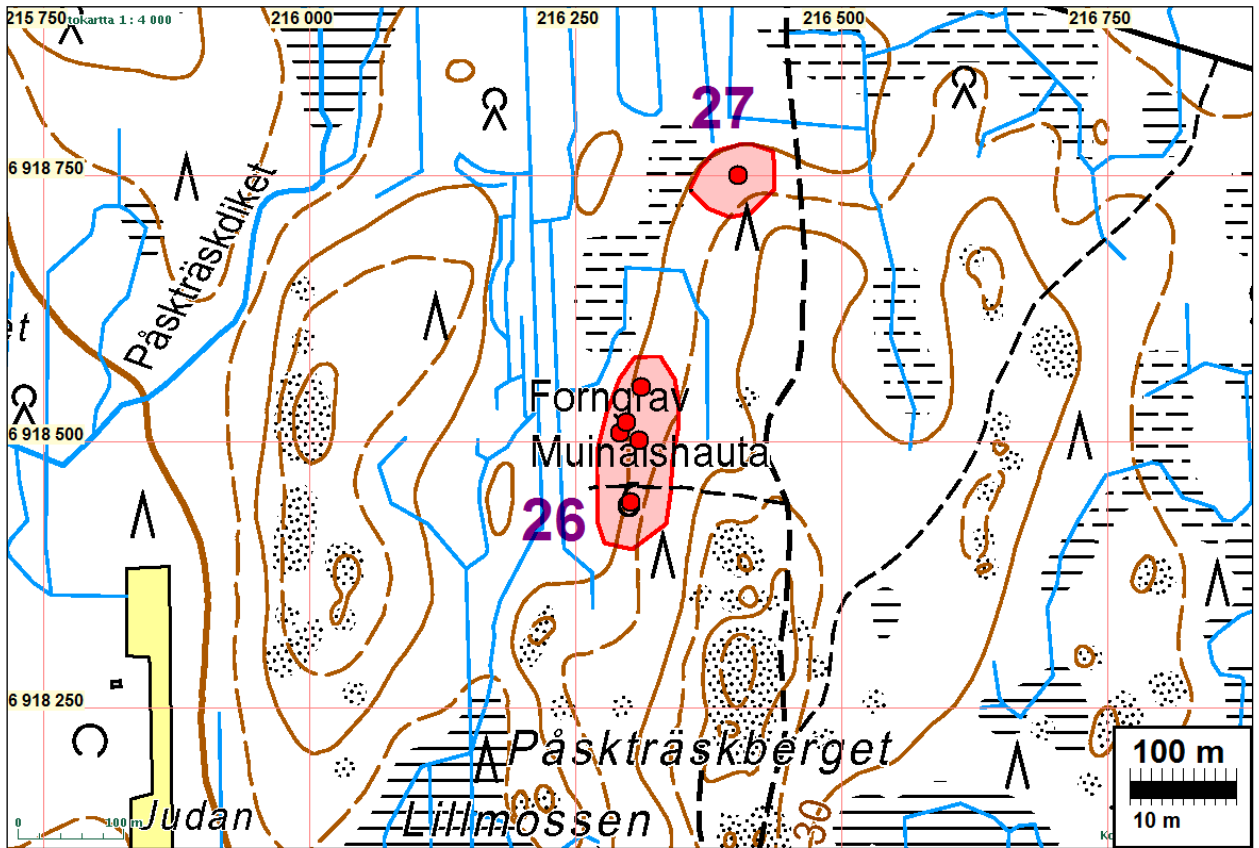 215 750
216 000
216 250
216 500
216 750
tokartta 1 : 4 000
27
6 918 750
Påskträskdiket
et
Forngrav
6 918 500
Muinaishauta
26
6 918 250
Påskträskberget
100 m
10 m
30
Judan
Lillmossen
0
100 m